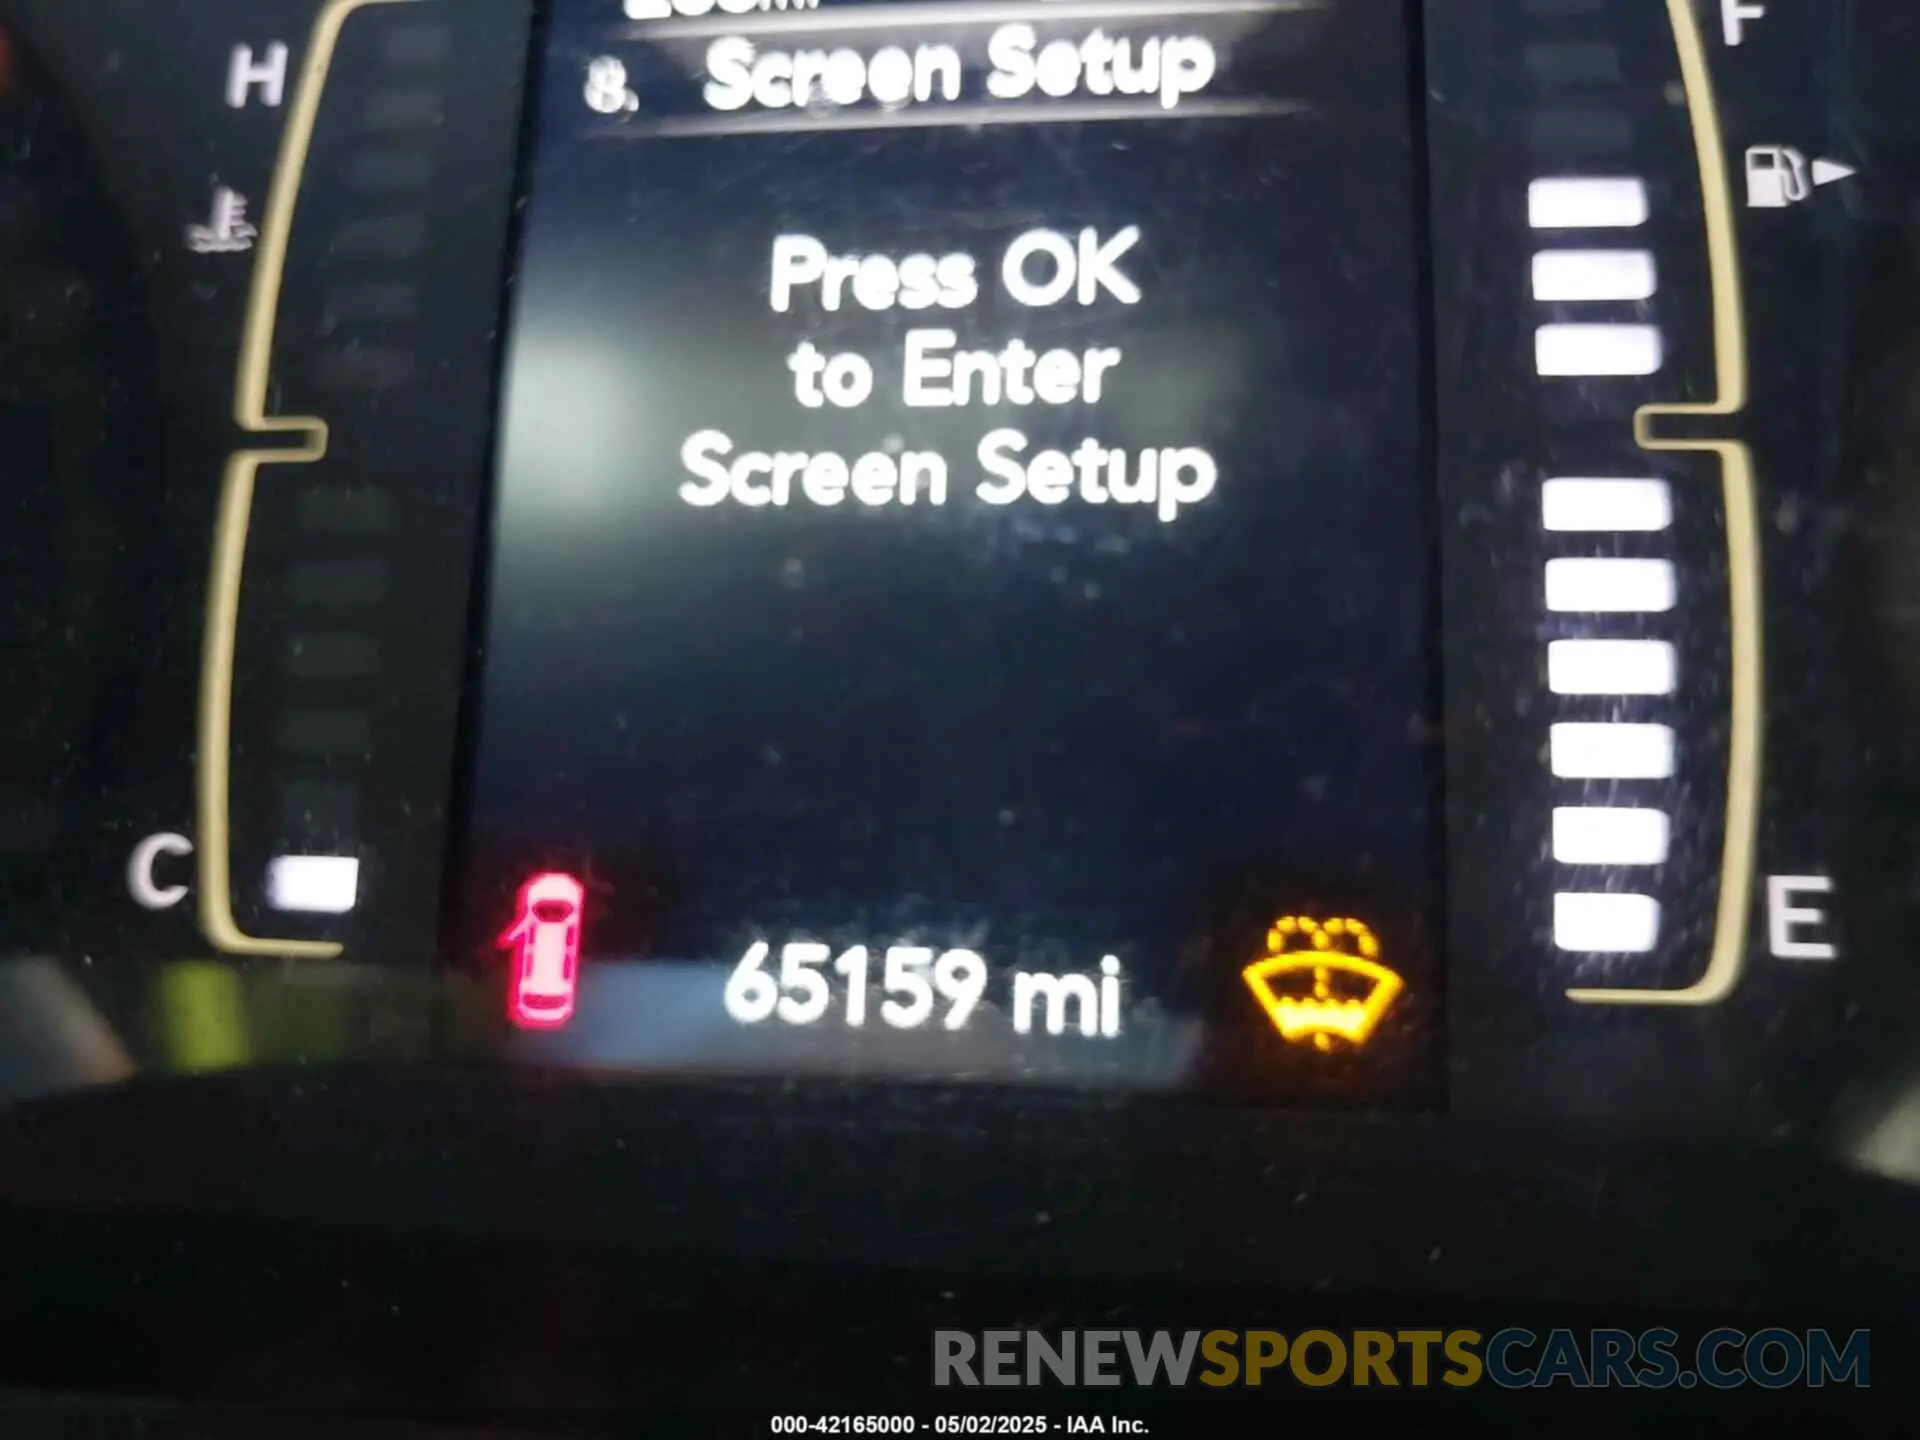 H
F
8. Screen Setup
Press OK
to Enter
Screen Setup
C
E
65159 mi
RENEWSPORTSCARS.COM
000-42165000 - 05/02/2025 - IAA Inc.